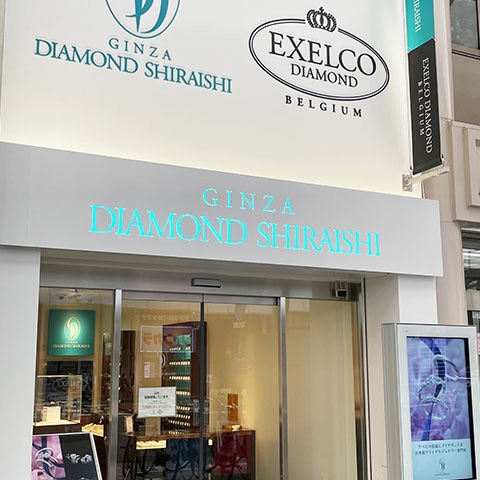 GINZA
DIAMOND SHIRAISHI
EXELCO
DIAMOND
BELGIUM
EXELCO DIAMOND
BELGIUM
GINZA
DIAMOND SHIRAISHI
DIAMOND SHIRAISHI